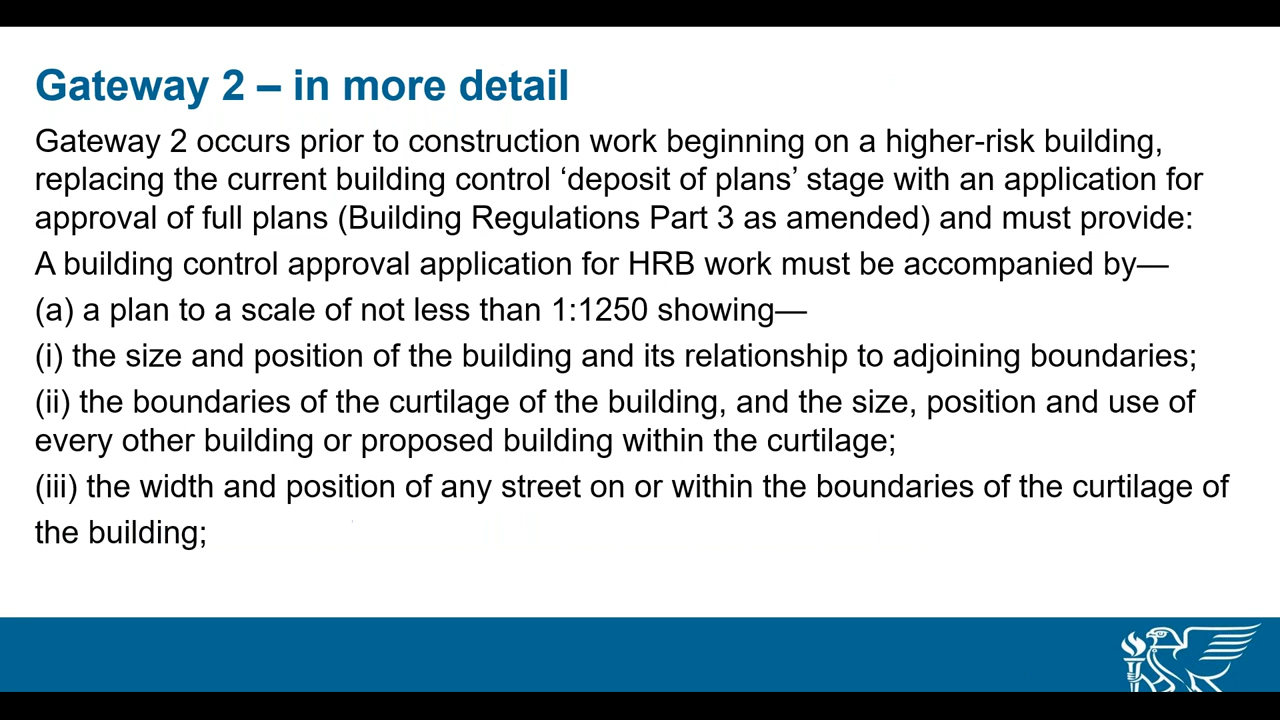 Gateway 2 – in more detail
Gateway 2 occurs prior to construction work beginning on a higher-risk building,
replacing the current building control ‘deposit of plans’ stage with an application for
approval of full plans (Building Regulations Part 3 as amended) and must provide:
A building control approval application for HRB work must be accompanied by—
(a) a plan to a scale of not less than 1:1250 showing—
(i) the size and position of the building and its relationship to adjoining boundaries;
(ii) the boundaries of the curtilage of the building, and the size, position and use of
every other building or proposed building within the curtilage;
(iii) the width and position of any street on or within the boundaries of the curtilage of
the building;